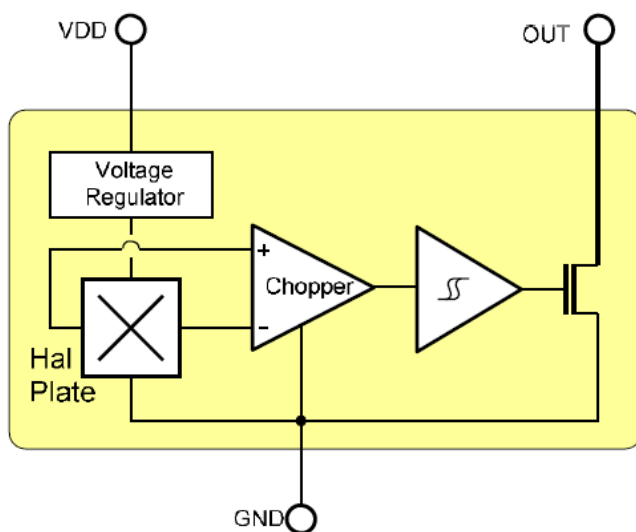 VDD
OUT
Voltage
Regulator
+
Chopper
-
Hal
Plate
GND